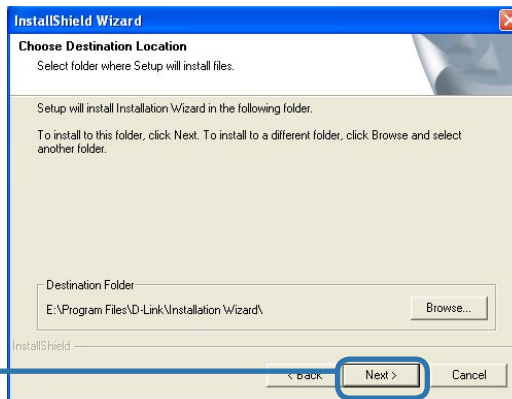 InstallShield Wizard
Choose Destination Location
Select folder where Setup will install files.
Setup will install Installation Wizard in the following folder.
To install to this folder, click Next. To install to a different folder, click Browse and select
another folder.
Destination Folder
E:\Program Files\D-Link\Installation Wizard\
Browse...
InstallShield
< Back
Next >
Cancel